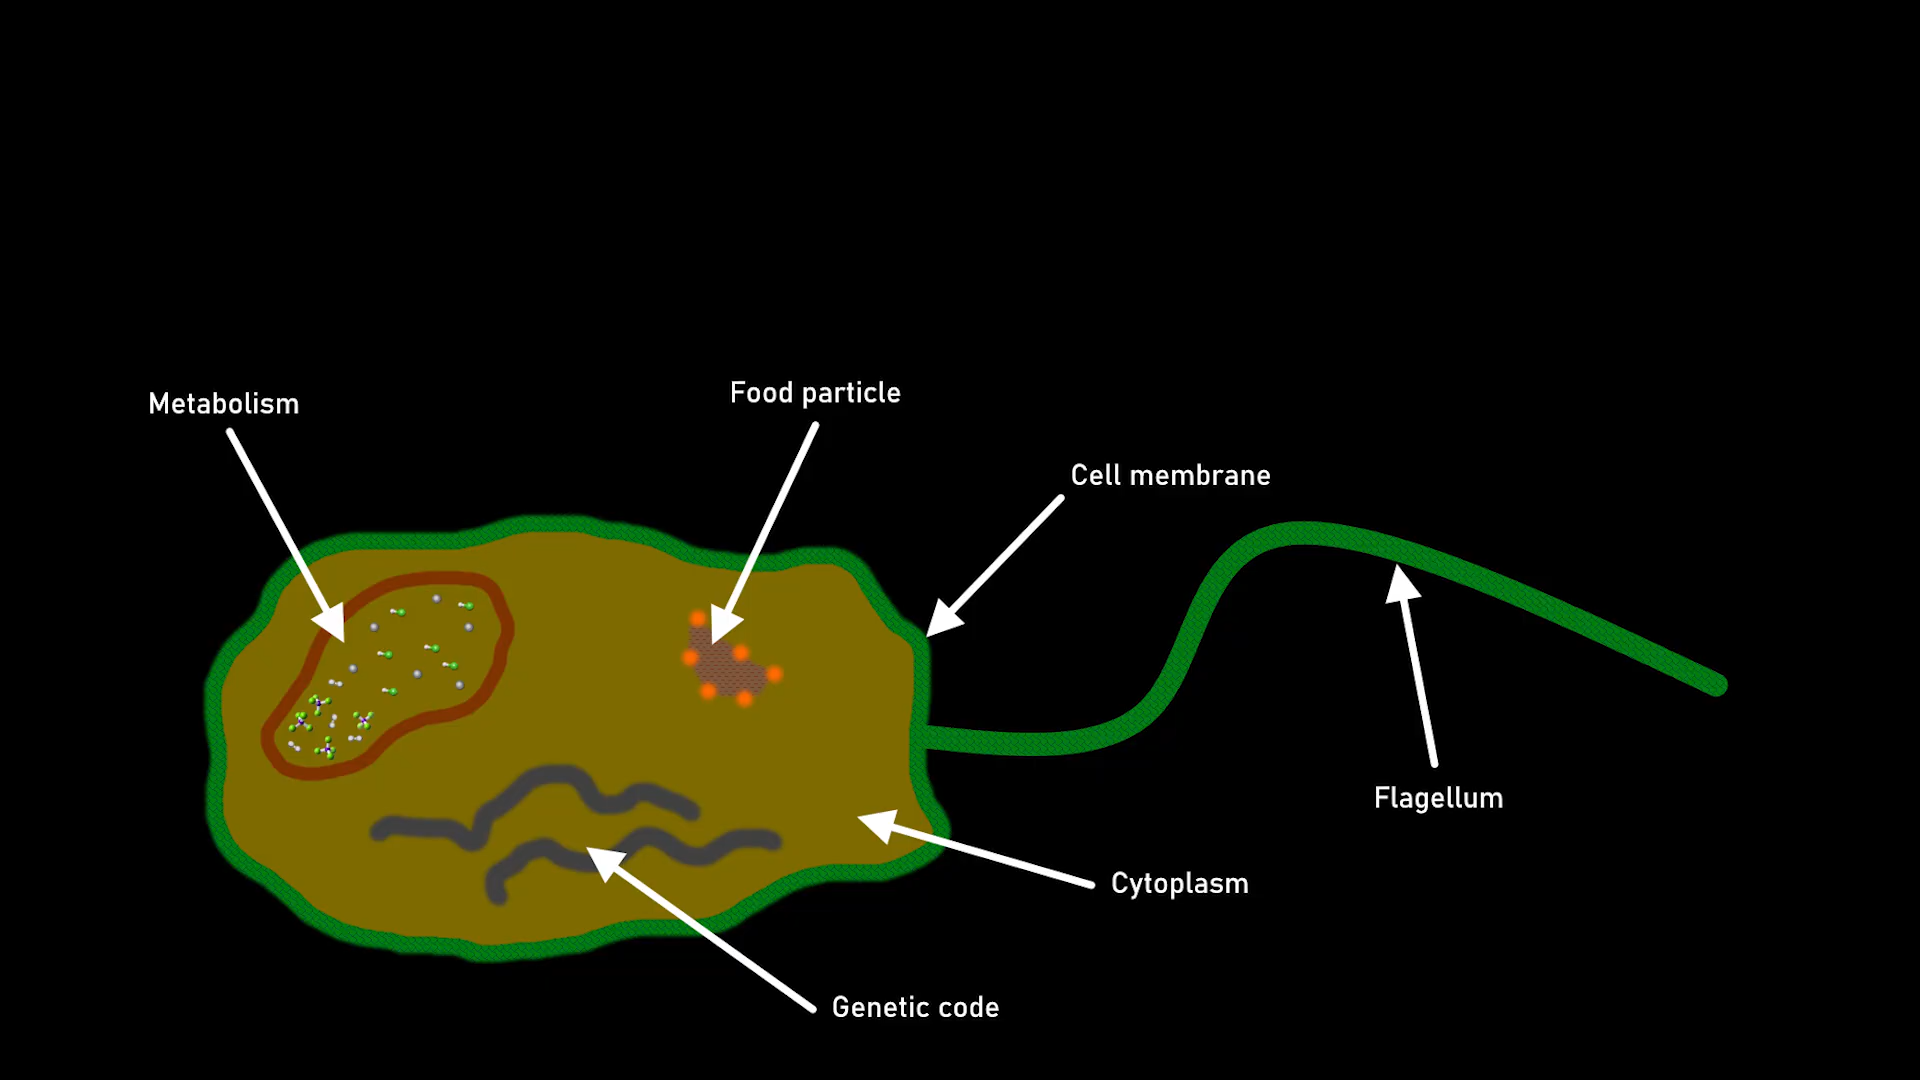 Metabolism
Food particle
Cell membrane
Flagellum
Cytoplasm
Genetic code